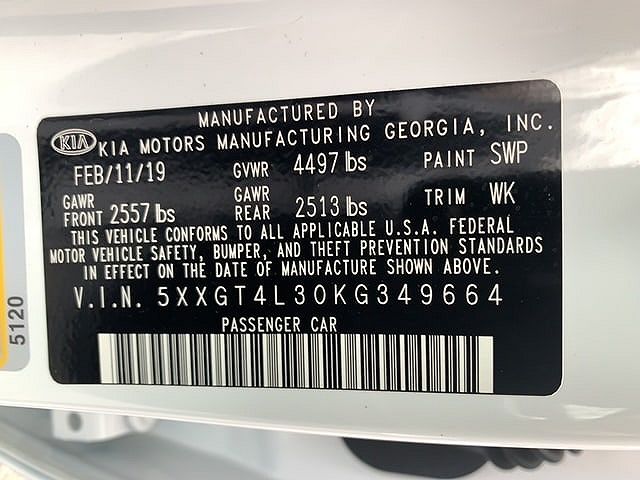 MANUFACTURED BY
KIA KIA MOTORS MANUFACTURING GEORGIA, INC.
FEB/11/19 GVWR 4497 lbs PAINT SWP
GAWR FRONT 2557 lbs GAWR REAR 2513 lbs TRIM WK
THIS VEHICLE CONFORMS TO ALL APPLICABLE U.S.A. FEDERAL
MOTOR VEHICLE SAFETY, BUMPER, AND THEFT PREVENTION STANDARDS
IN EFFECT ON THE DATE OF MANUFACTURE SHOWN ABOVE.
V.I.N. 5XXGT4L30KG349664
PASSENGER CAR
5120